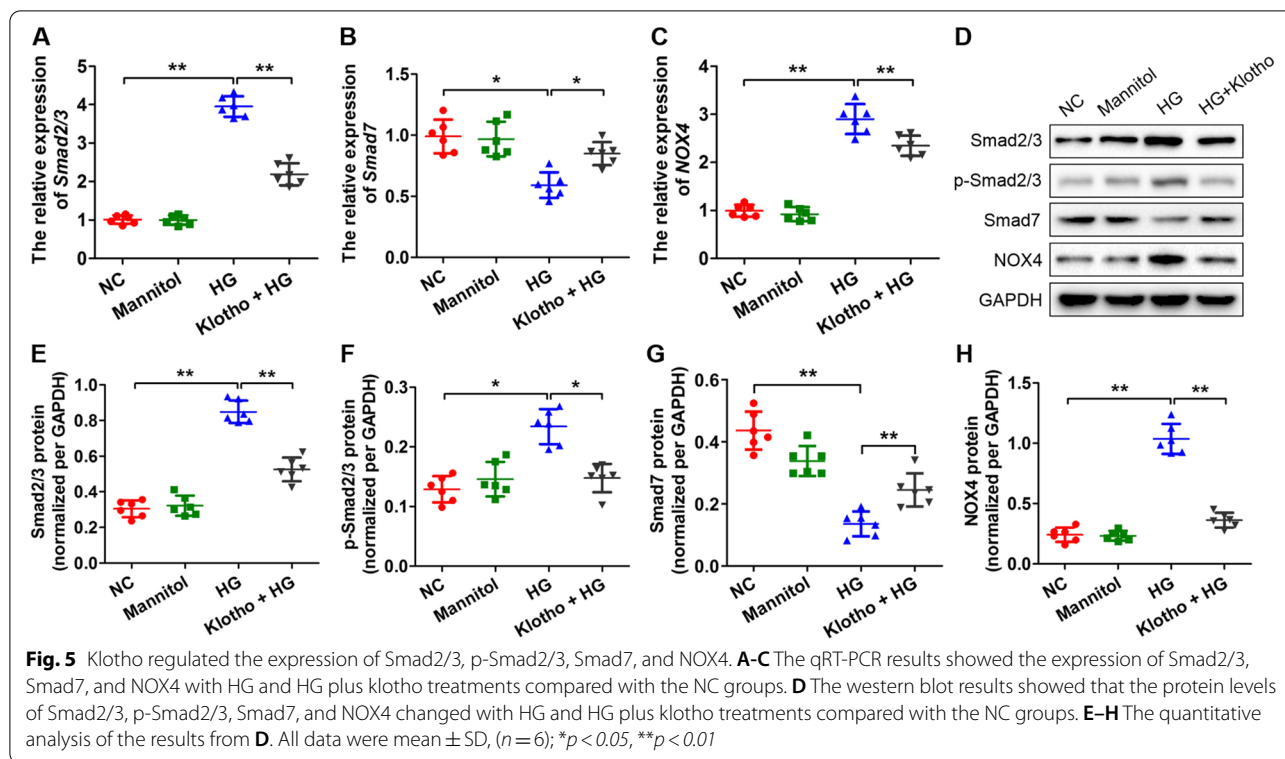 A
The relative expression
of Smad2/3
5
4
3
2
1
0
**
**
NC
Mannitol
HG
Klotho + HG
B
The relative expression
of Smad7
1.5
1.0
0.5
0.0
*
*
NC
Mannitol
HG
Klotho + HG
C
The relative expression
of NOX4
4
3
2
1
0
**
**
NC
Mannitol
HG
Klotho + HG
D
NC
Mannitol
HG
HG+Klotho
Smad2/3
p-Smad2/3
Smad7
NOX4
GAPDH
E
Smad2/3 protein
(normalized per GAPDH)
1.0
0.8
0.6
0.4
0.2
0.0
**
**
NC
Mannitol
HG
Klotho + HG
F
p-Smad2/3 protein
(normalized per GAPDH)
0.3
0.2
0.1
0.0
*
*
NC
Mannitol
HG
Klotho + HG
G
Smad7 protein
(normalized per GAPDH)
0.6
0.4
0.2
0.0
**
**
NC
Mannitol
HG
Klotho + HG
H
NOX4 protein
(normalized per GAPDH)
1.5
1.0
0.5
0.0
**
**
NC
Mannitol
HG
Klotho + HG
Fig. 5 Klotho regulated the expression of Smad2/3, p-Smad2/3, Smad7, and NOX4. A-C The qRT-PCR results showed the expression of Smad2/3,
Smad7, and NOX4 with HG and HG plus klotho treatments compared with the NC groups. D The western blot results showed that the protein levels
of Smad2/3, p-Smad2/3, Smad7, and NOX4 changed with HG and HG plus klotho treatments compared with the NC groups. E–H The quantitative
analysis of the results from D. All data were mean ± SD, (n = 6); *p < 0.05, **p < 0.01